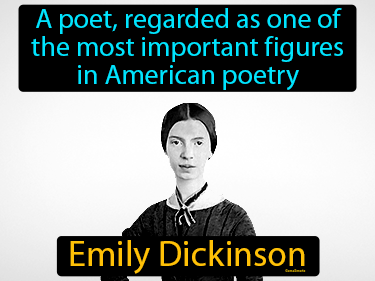 A poet, regarded as one of
the most important figures
in American poetry
Emily Dickinson